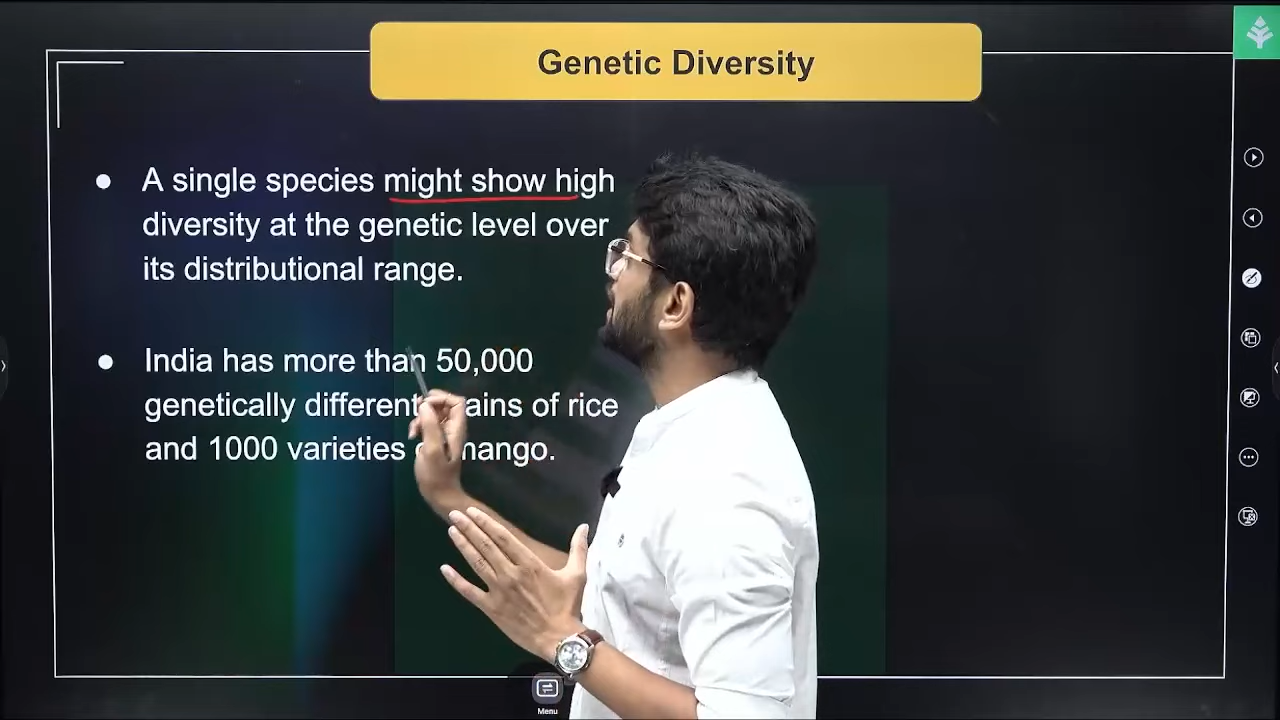 Genetic Diversity
A single species might show high
diversity at the genetic level over
its distributional range.
India has more than 50,000
genetically different of rice
and 1000 varieties mango.
Menu